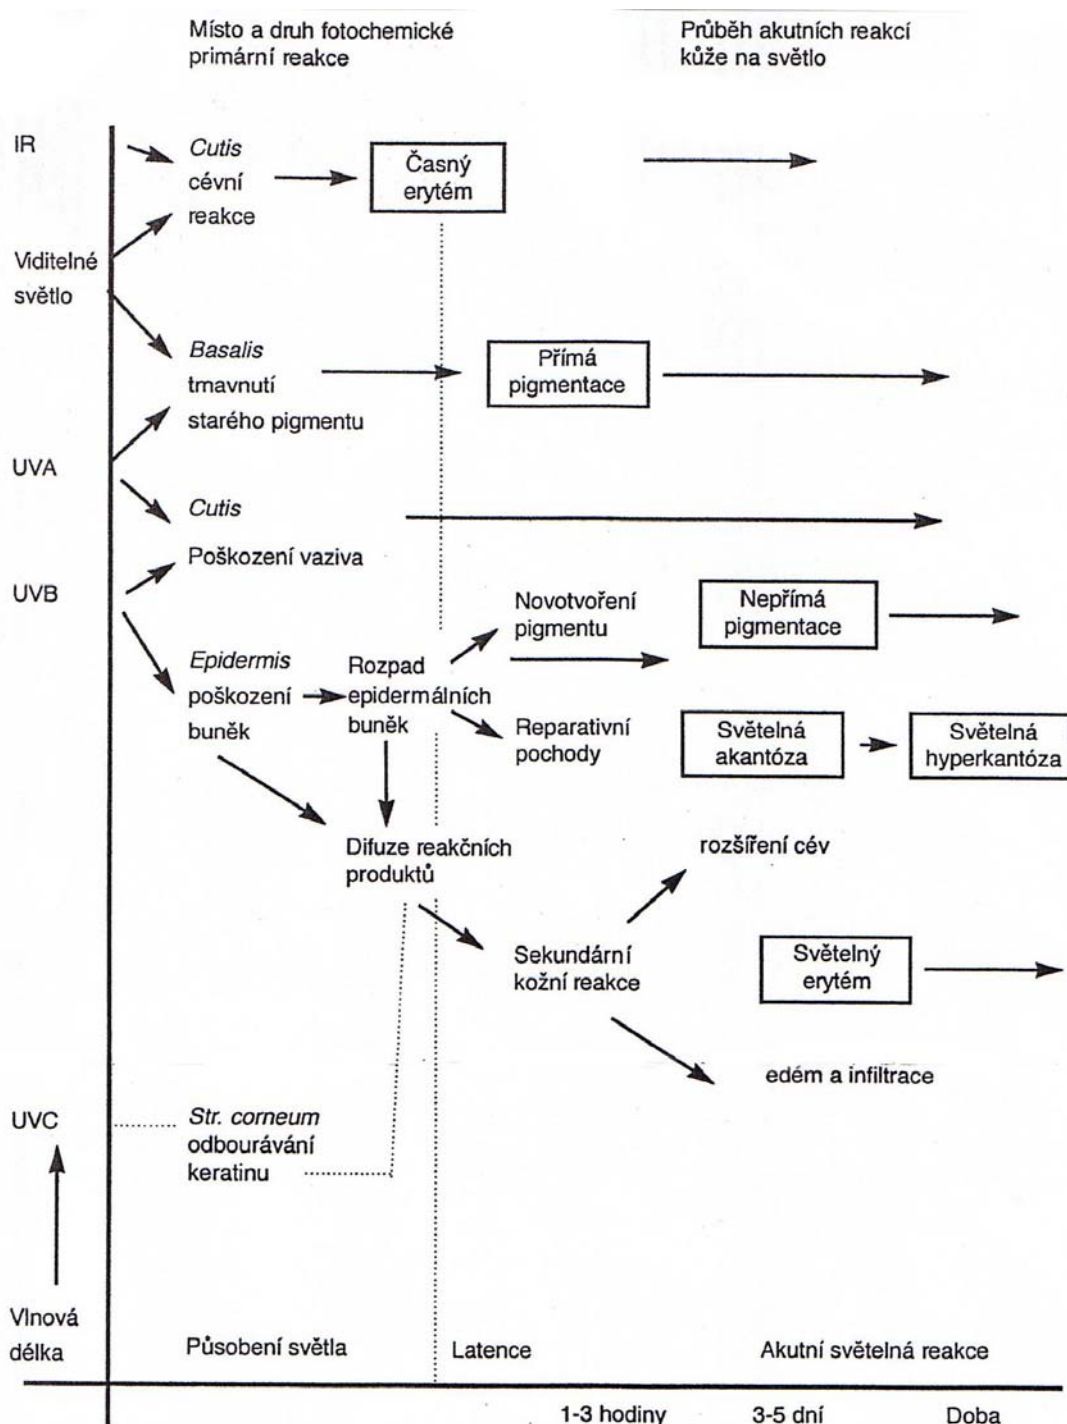 Místo a druh fotochemické
primární reakce
Průběh akutních reakcí
kůže na světlo
IR
Cutis
cévní
reakce
Časný
erytém
Viditelné
světlo
Basalis
tmavnutí
starého pigmentu
Přímá
pigmentace
UVA
Cutis
Poškození vaziva
UVB
Novotvoření
pigmentu
Nepřímá
pigmentace
Epidermis
poškození
buněk
Rozpad
epidermálních
buněk
Reparativní
pochody
Světelná
akantóza
Světelná
hyperkantóza
Difuze reakčních
produktů
rozšíření cév
Sekundární
kožní reakce
Světelný
erytém
edém a infiltrace
UVC
Str. corneum
odbourávání
keratinu
Vlnová
délka
Působení světla
Latence
Akutní světelná reakce
1-3 hodiny
3-5 dní
Doba